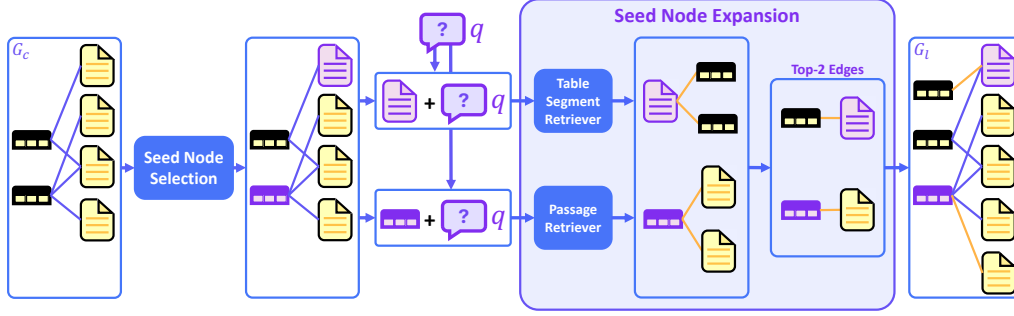 Seed Node Expansion
G_c
Seed Node
Selection
? q
+ ? q
+ ? q
Table
Segment
Retriever
Passage
Retriever
Top-2 Edges
G_l